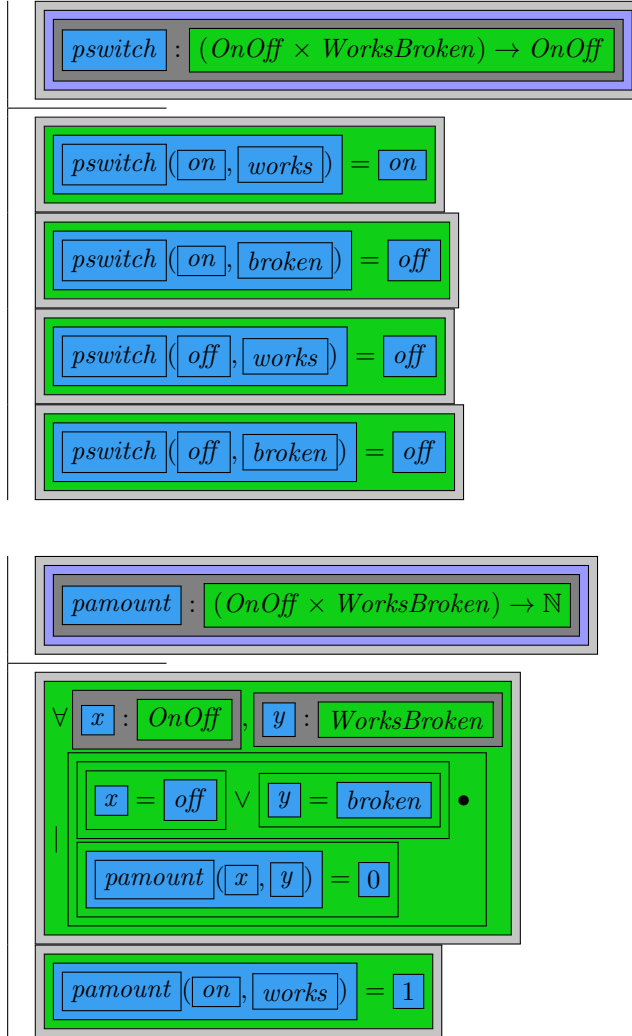 pswitch : (OnOff × WorksBroken) → OnOff
pswitch(on, works) = on
pswitch(on, broken) = off
pswitch(off, works) = off
pswitch(off, broken) = off
pamount : (OnOff × WorksBroken) → ℕ
∀ x : OnOff, y : WorksBroken
| x = off ∨ y = broken •
pamount(x, y) = 0
pamount(on, works) = 1